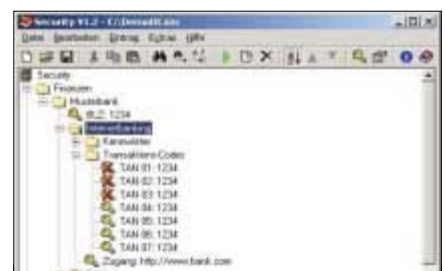 Security V1.2 - C:\Default.sec
Datei Bearbeiten Eintrag Extras Hilfe
Security
Finanzen
Musterbank
BLZ: 1234
Internetbanking
Kennwörter
Transaktions-Codes
TAN 01: 1234
TAN 02: 1234
TAN 03: 1234
TAN 04: 1234
TAN 05: 1234
TAN 06: 1234
TAN 07: 1234
Zugang: http://www.bank.com